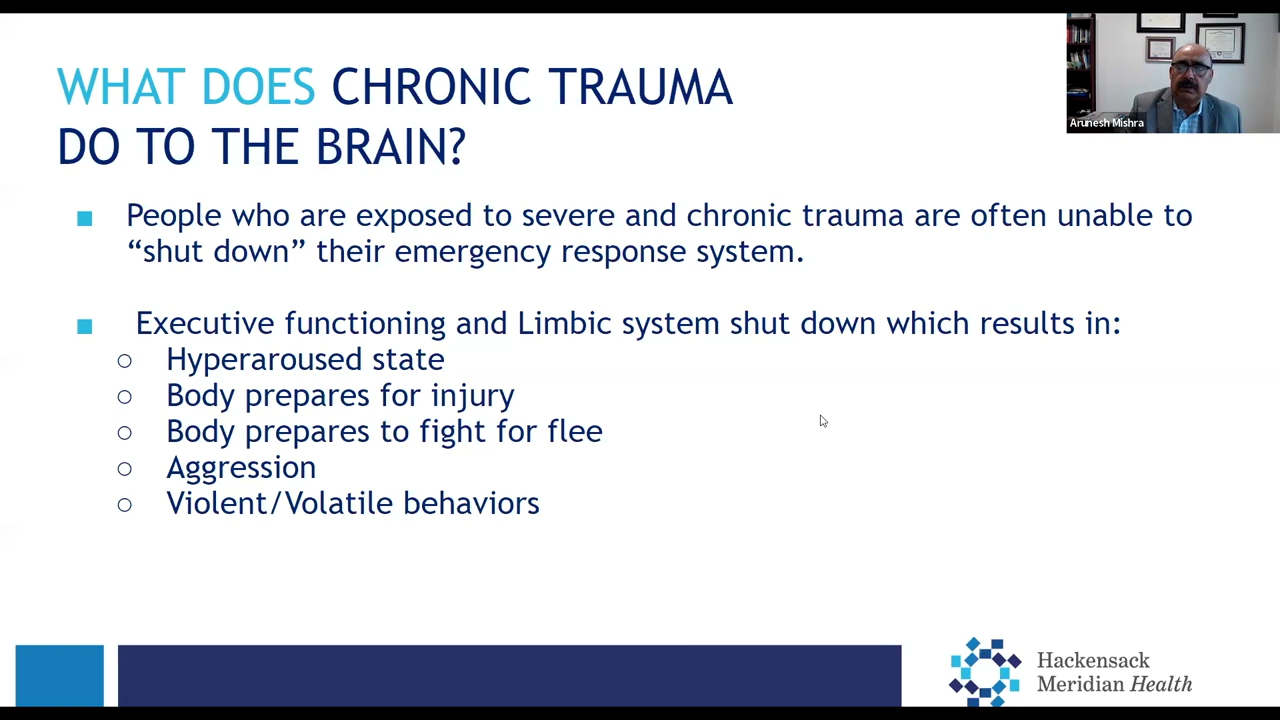 WHAT DOES CHRONIC TRAUMA
DO TO THE BRAIN?
Arunesh Mishra
■ People who are exposed to severe and chronic trauma are often unable to
“shut down” their emergency response system.
■ Executive functioning and Limbic system shut down which results in:
○ Hyperaroused state
○ Body prepares for injury
○ Body prepares to fight for flee
○ Aggression
○ Violent/Volatile behaviors
Hackensack
Meridian Health